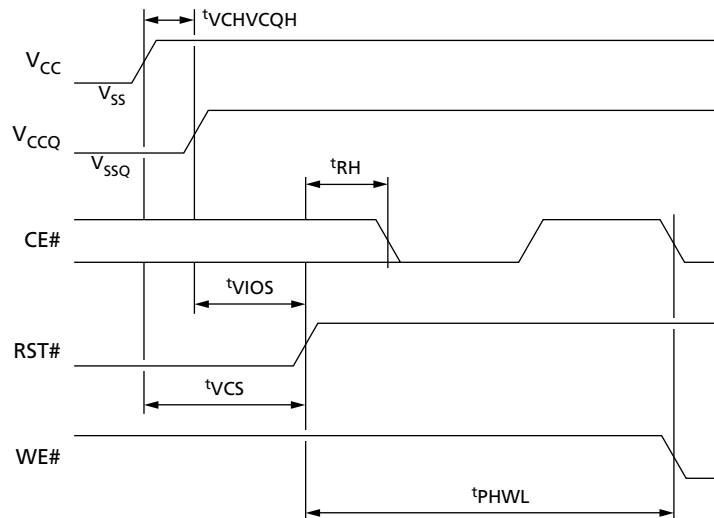 tVCHVCQH
VCC
VSS
VCCQ
VSSQ
tRH
CE#
tVIOS
RST#
tVCS
WE#
tPHWL